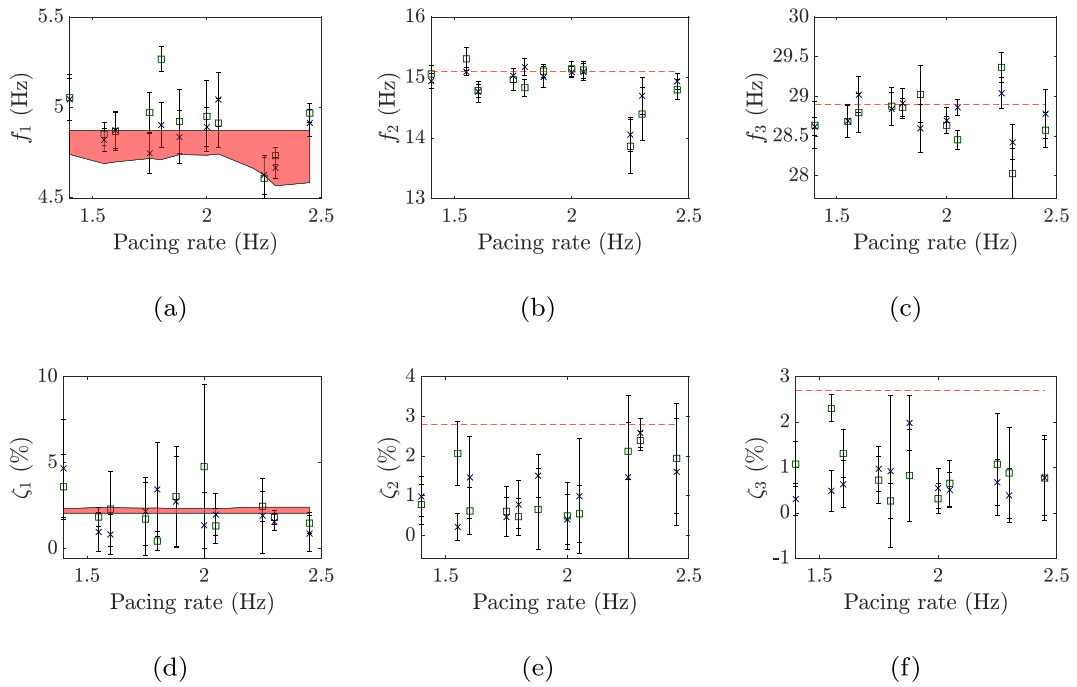 5.5
5
4.5
f₁ (Hz)
1.5 2 2.5
Pacing rate (Hz)
(a)
16
15
14
13
f₂ (Hz)
1.5 2 2.5
Pacing rate (Hz)
(b)
30
29.5
29
28.5
28
f₃ (Hz)
1.5 2 2.5
Pacing rate (Hz)
(c)
10
5
0
ζ₁ (%)
1.5 2 2.5
Pacing rate (Hz)
(d)
4
3
2
1
0
ζ₂ (%)
1.5 2 2.5
Pacing rate (Hz)
(e)
3
2
1
0
-1
ζ₃ (%)
1.5 2 2.5
Pacing rate (Hz)
(f)